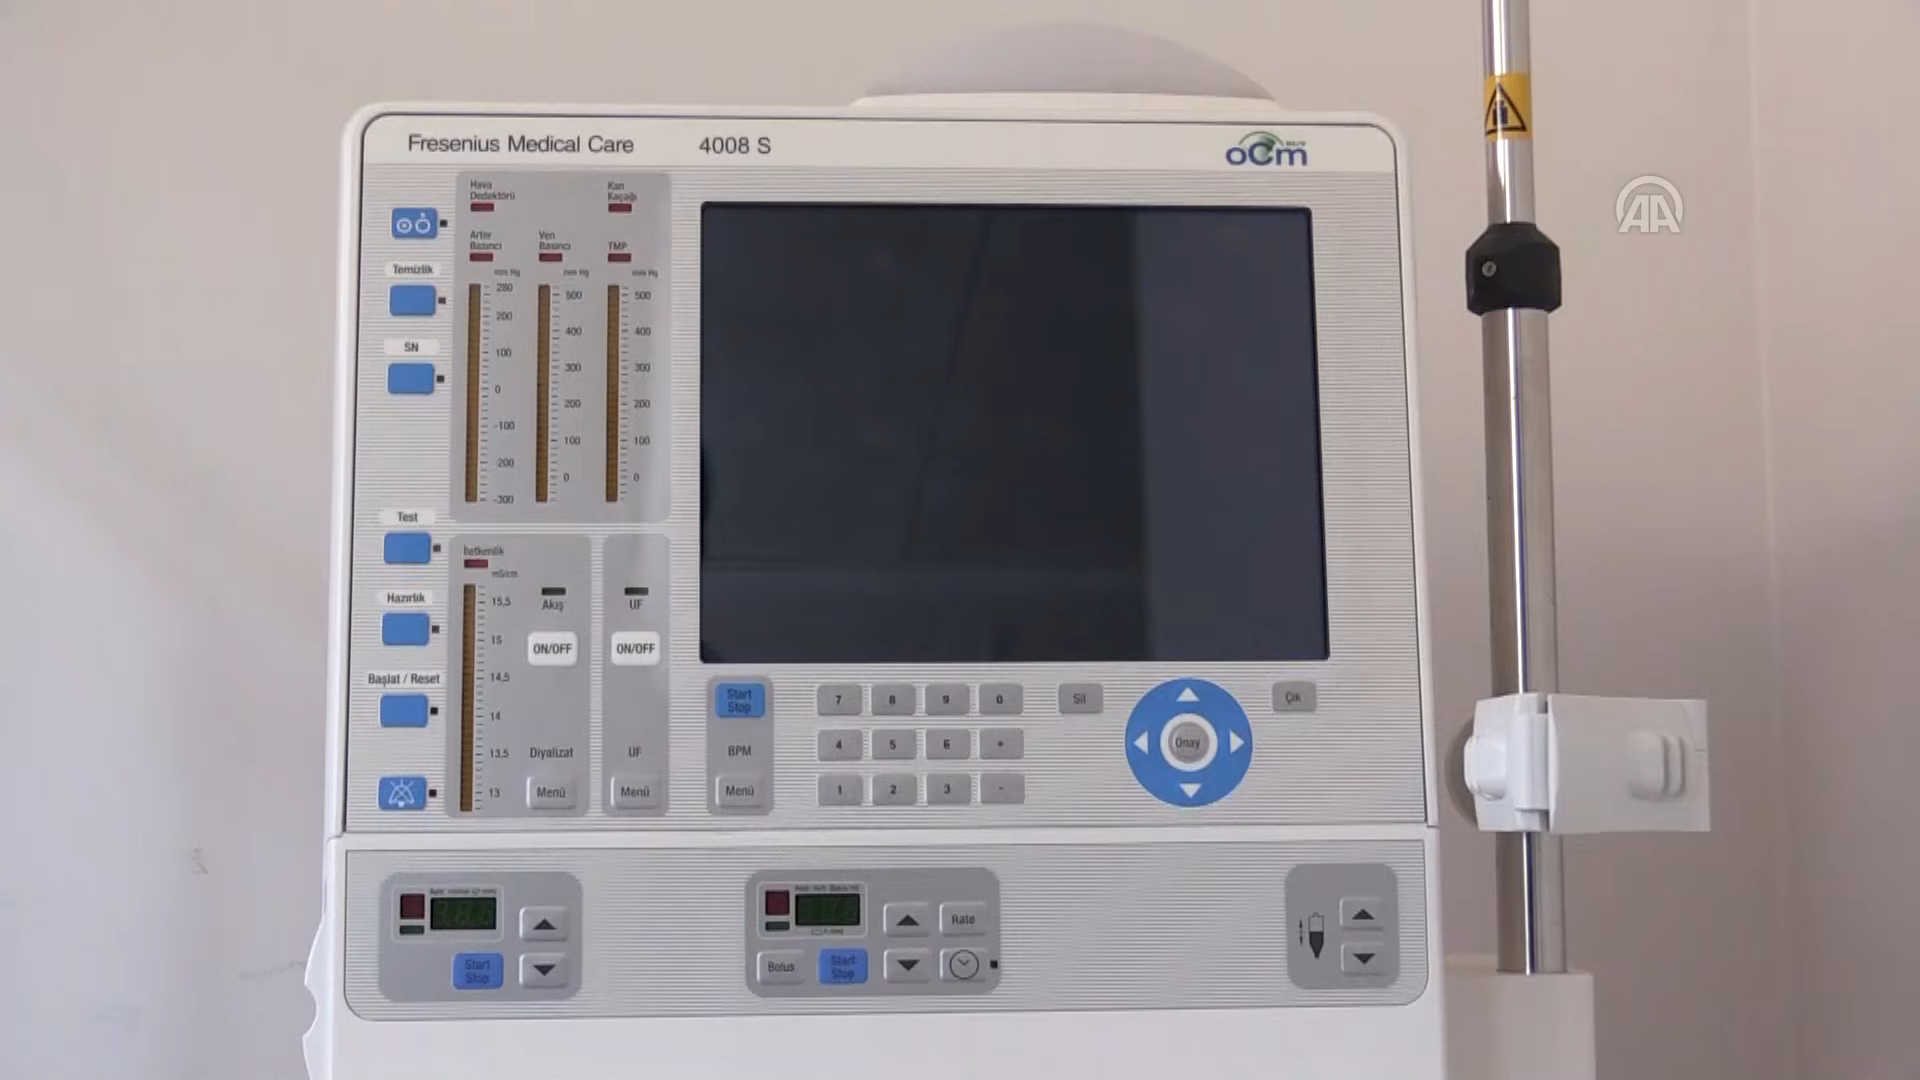 Fresenius Medical Care
4008 S
oCm
AA
Hava
Dedektörü
Kan
Kaçağı
Arter
Basıncı
Ven
Basıncı
TMP
mm Hg
mm Hg
mm Hg
280
200
100
0
-100
-200
-300
500
400
300
200
100
0
500
400
300
200
100
0
Temizlik
SN
Test
Hazırlık
Başlat / Reset
İletkenlik
mS/cm
15,5
15
14,5
14
13,5
13
Akış
ON/OFF
Diyalizat
Menü
UF
ON/OFF
UF
Menü
Start
Stop
BPM
Menü
7 8 9 0
4 5 6 +
1 2 3 -
Sil
Onay
Çık
Start
Stop
Bolus
Start
Stop
Rate